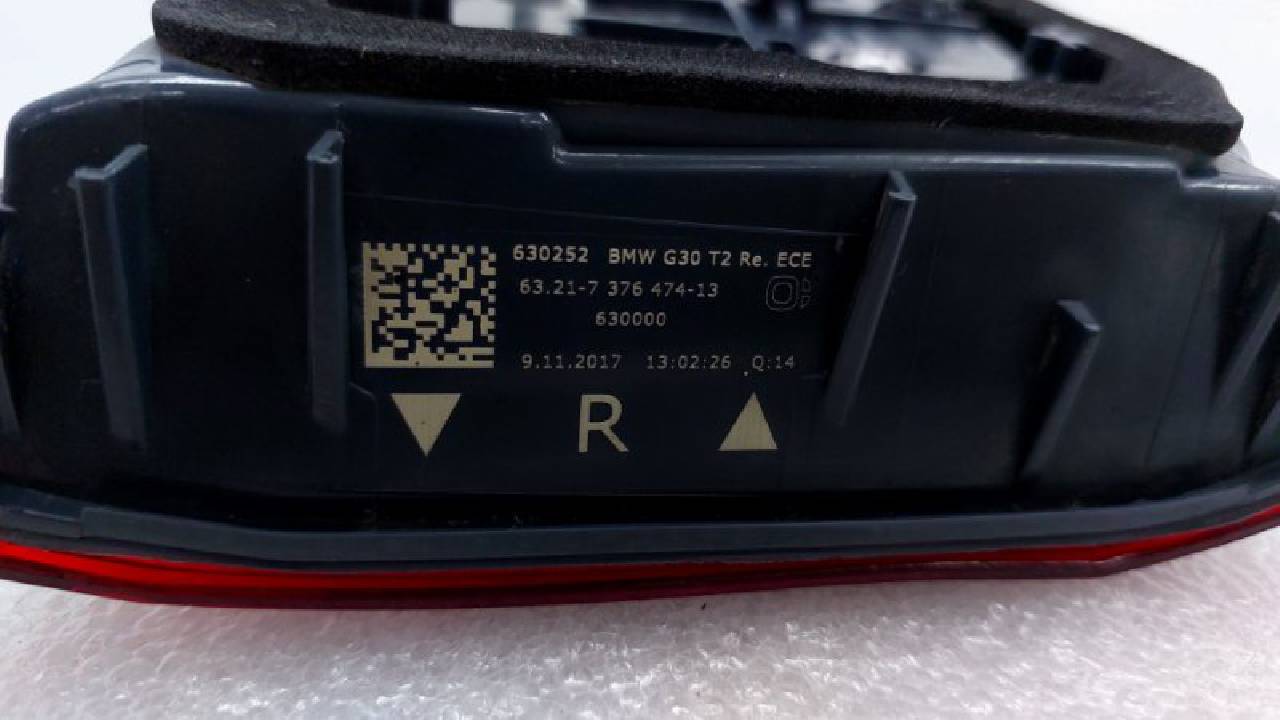 630252 BMW G30 T2 Re. ECE
63.21-7 376 474-13
630000
9.11.2017 13:02:26 Q:14
R